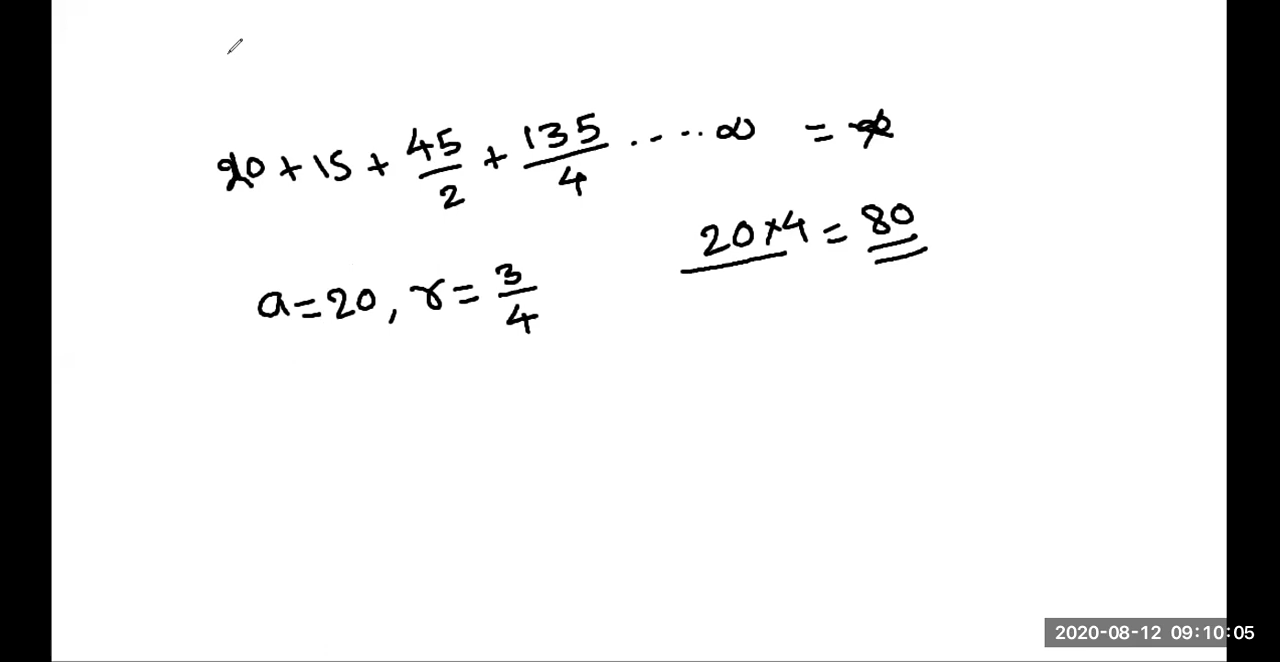 20 + 15 + 45/2 + 135/4 ..... ∞ = ∞
20×4 = 80
a = 20, r = 3/4
2020-08-12 09:10:05